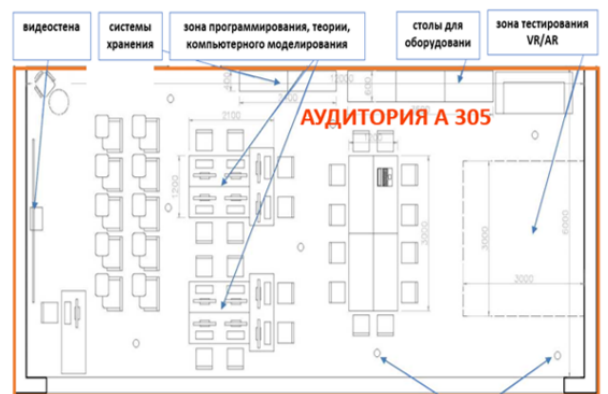 видеостена
системы
хранения
зона программирования, теории,
компьютерного моделирования
столы для
оборудовани
зона тестирования
VR/AR
АУДИТОРИЯ А 305
2100
1200
3000
3000
3000
6000
600